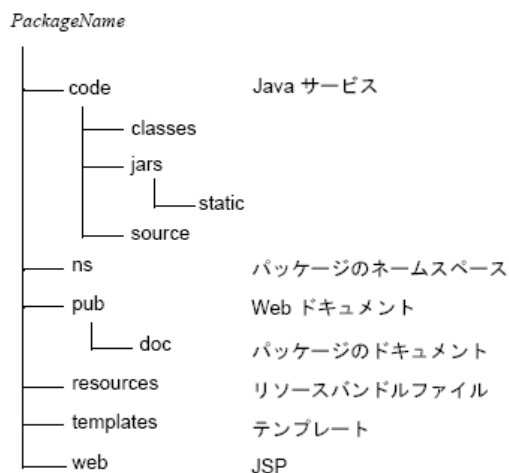 PackageName
code Java サービス
classes
jars
static
source
ns パッケージのネームスペース
pub Web ドキュメント
doc パッケージのドキュメント
resources リソースバンドルファイル
templates テンプレート
web JSP